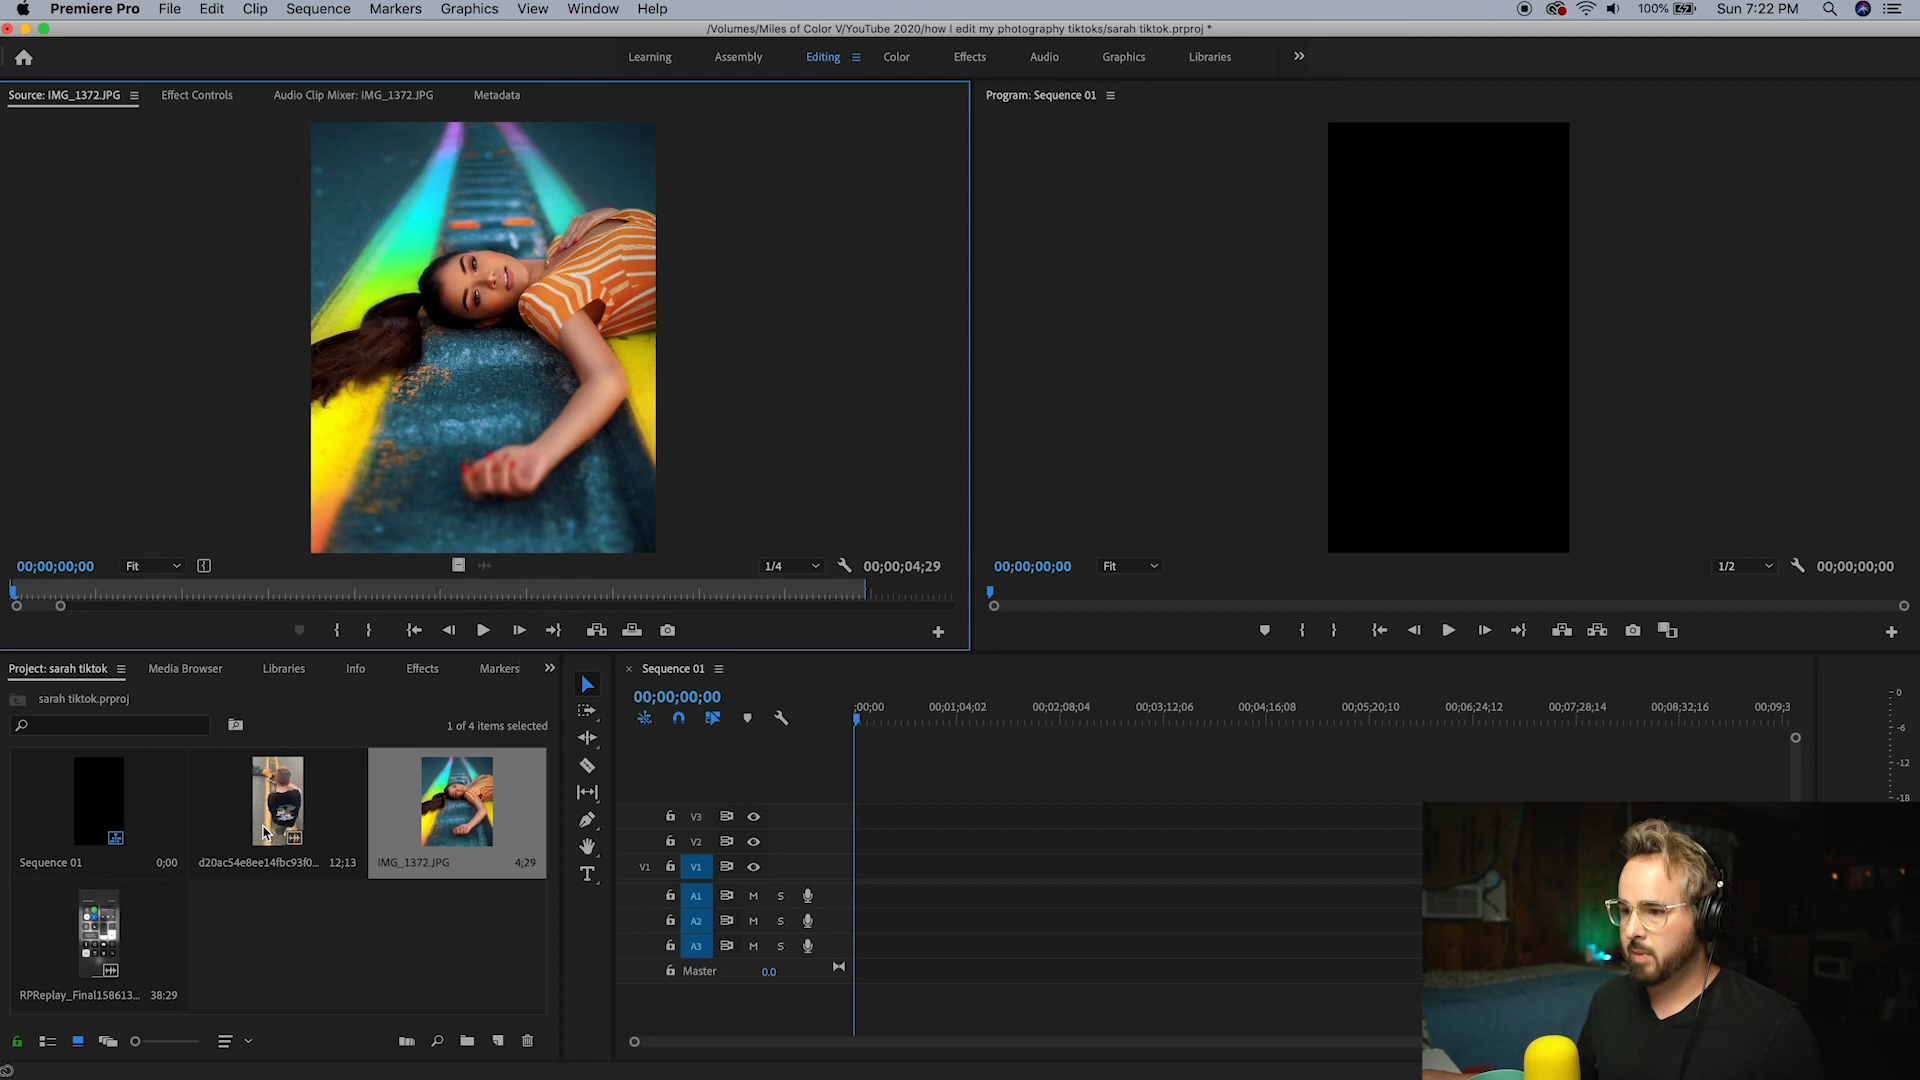 Premiere Pro File Edit Clip Sequence Markers Graphics View Window Help 100% Sun 7:22 PM
/Volumes/Miles of Color V/YouTube 2020/how I edit my photography tiktoks/sarah tiktok.prproj *
Learning Assembly Editing Color Effects Audio Graphics Libraries
Source: IMG_1372.JPG Effect Controls Audio Clip Mixer: IMG_1372.JPG Metadata
Program: Sequence 01
00;00;00;00 Fit 1/4 00;00;04;29
00;00;00;00 Fit 1/2 00;00;00;00
Project: sarah tiktok Media Browser Libraries Info Effects Markers
sarah tiktok.prproj
1 of 4 items selected
Sequence 01 0;00
d20ac54e8ee14fbc93f0... 12;13
IMG_1372.JPG 4;29
RPReplay_Final158613... 38:29
Sequence 01
00;00;00;00
;00;00 00;01;04;02 00;02;08;04 00;03;12;06 00;04;16;08 00;05;20;10 00;06;24;12 00;07;28;14 00;08;32;16 00;09;3
V3
V2
V1 V1
A1 M S
A2 M S
A3 M S
Master 0.0
0
-6
-12
-18